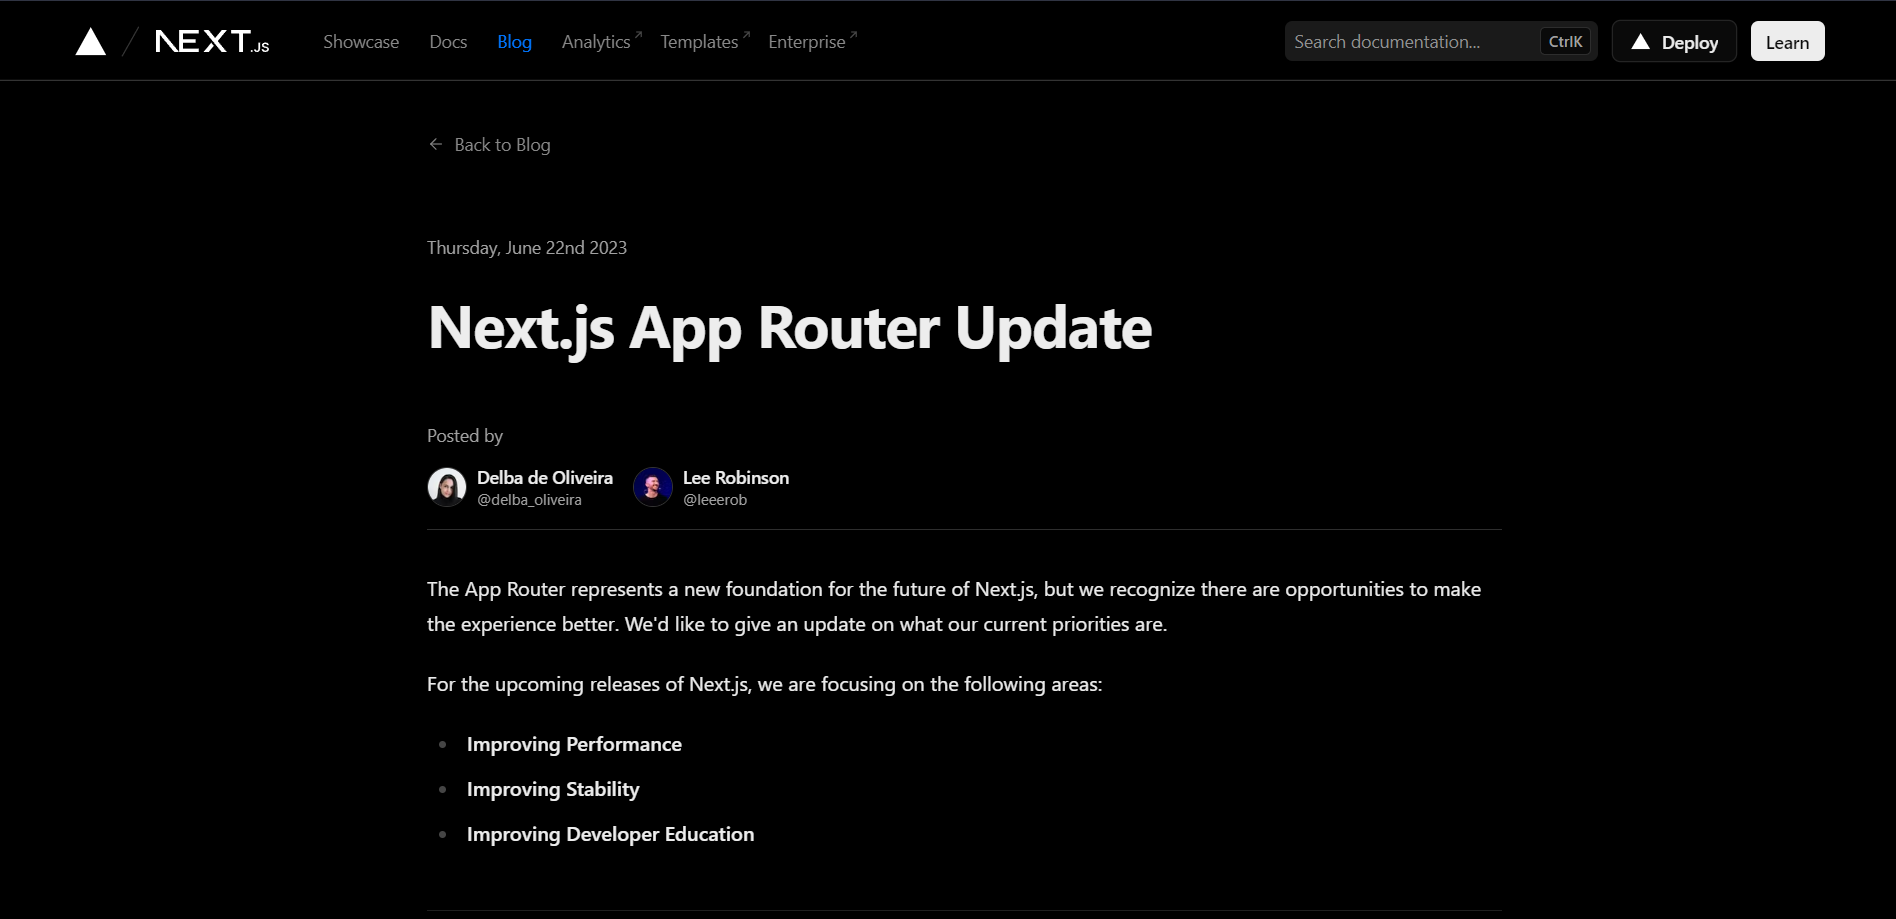 NEXT.JS
Showcase Docs Blog Analytics Templates Enterprise Search documentation... CtrlK Deploy Learn
Back to Blog
Thursday, June 22nd 2023
Next.js App Router Update
Posted by
Delba de Oliveira
@delba_oliveira
Lee Robinson
@leeerob
The App Router represents a new foundation for the future of Next.js, but we recognize there are opportunities to make
the experience better. We'd like to give an update on what our current priorities are.
For the upcoming releases of Next.js, we are focusing on the following areas:
Improving Performance
Improving Stability
Improving Developer Education